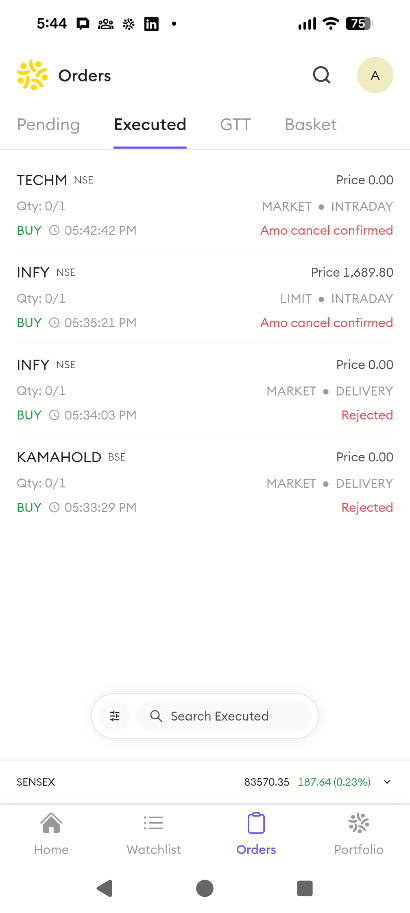 5:44 75
Orders A
Pending Executed GTT Basket
TECHM NSE Price 0.00
Qty: 0/1 MARKET ● INTRADAY
BUY 05:42:42 PM Amo cancel confirmed
INFY NSE Price 1,689.80
Qty: 0/1 LIMIT ● INTRADAY
BUY 05:35:21 PM Amo cancel confirmed
INFY NSE Price 0.00
Qty: 0/1 MARKET ● DELIVERY
BUY 05:34:03 PM Rejected
KAMAHOLD BSE Price 0.00
Qty: 0/1 MARKET ● DELIVERY
BUY 05:33:29 PM Rejected
Search Executed
SENSEX 83570.35 187.64 (0.23%)
Home Watchlist Orders Portfolio